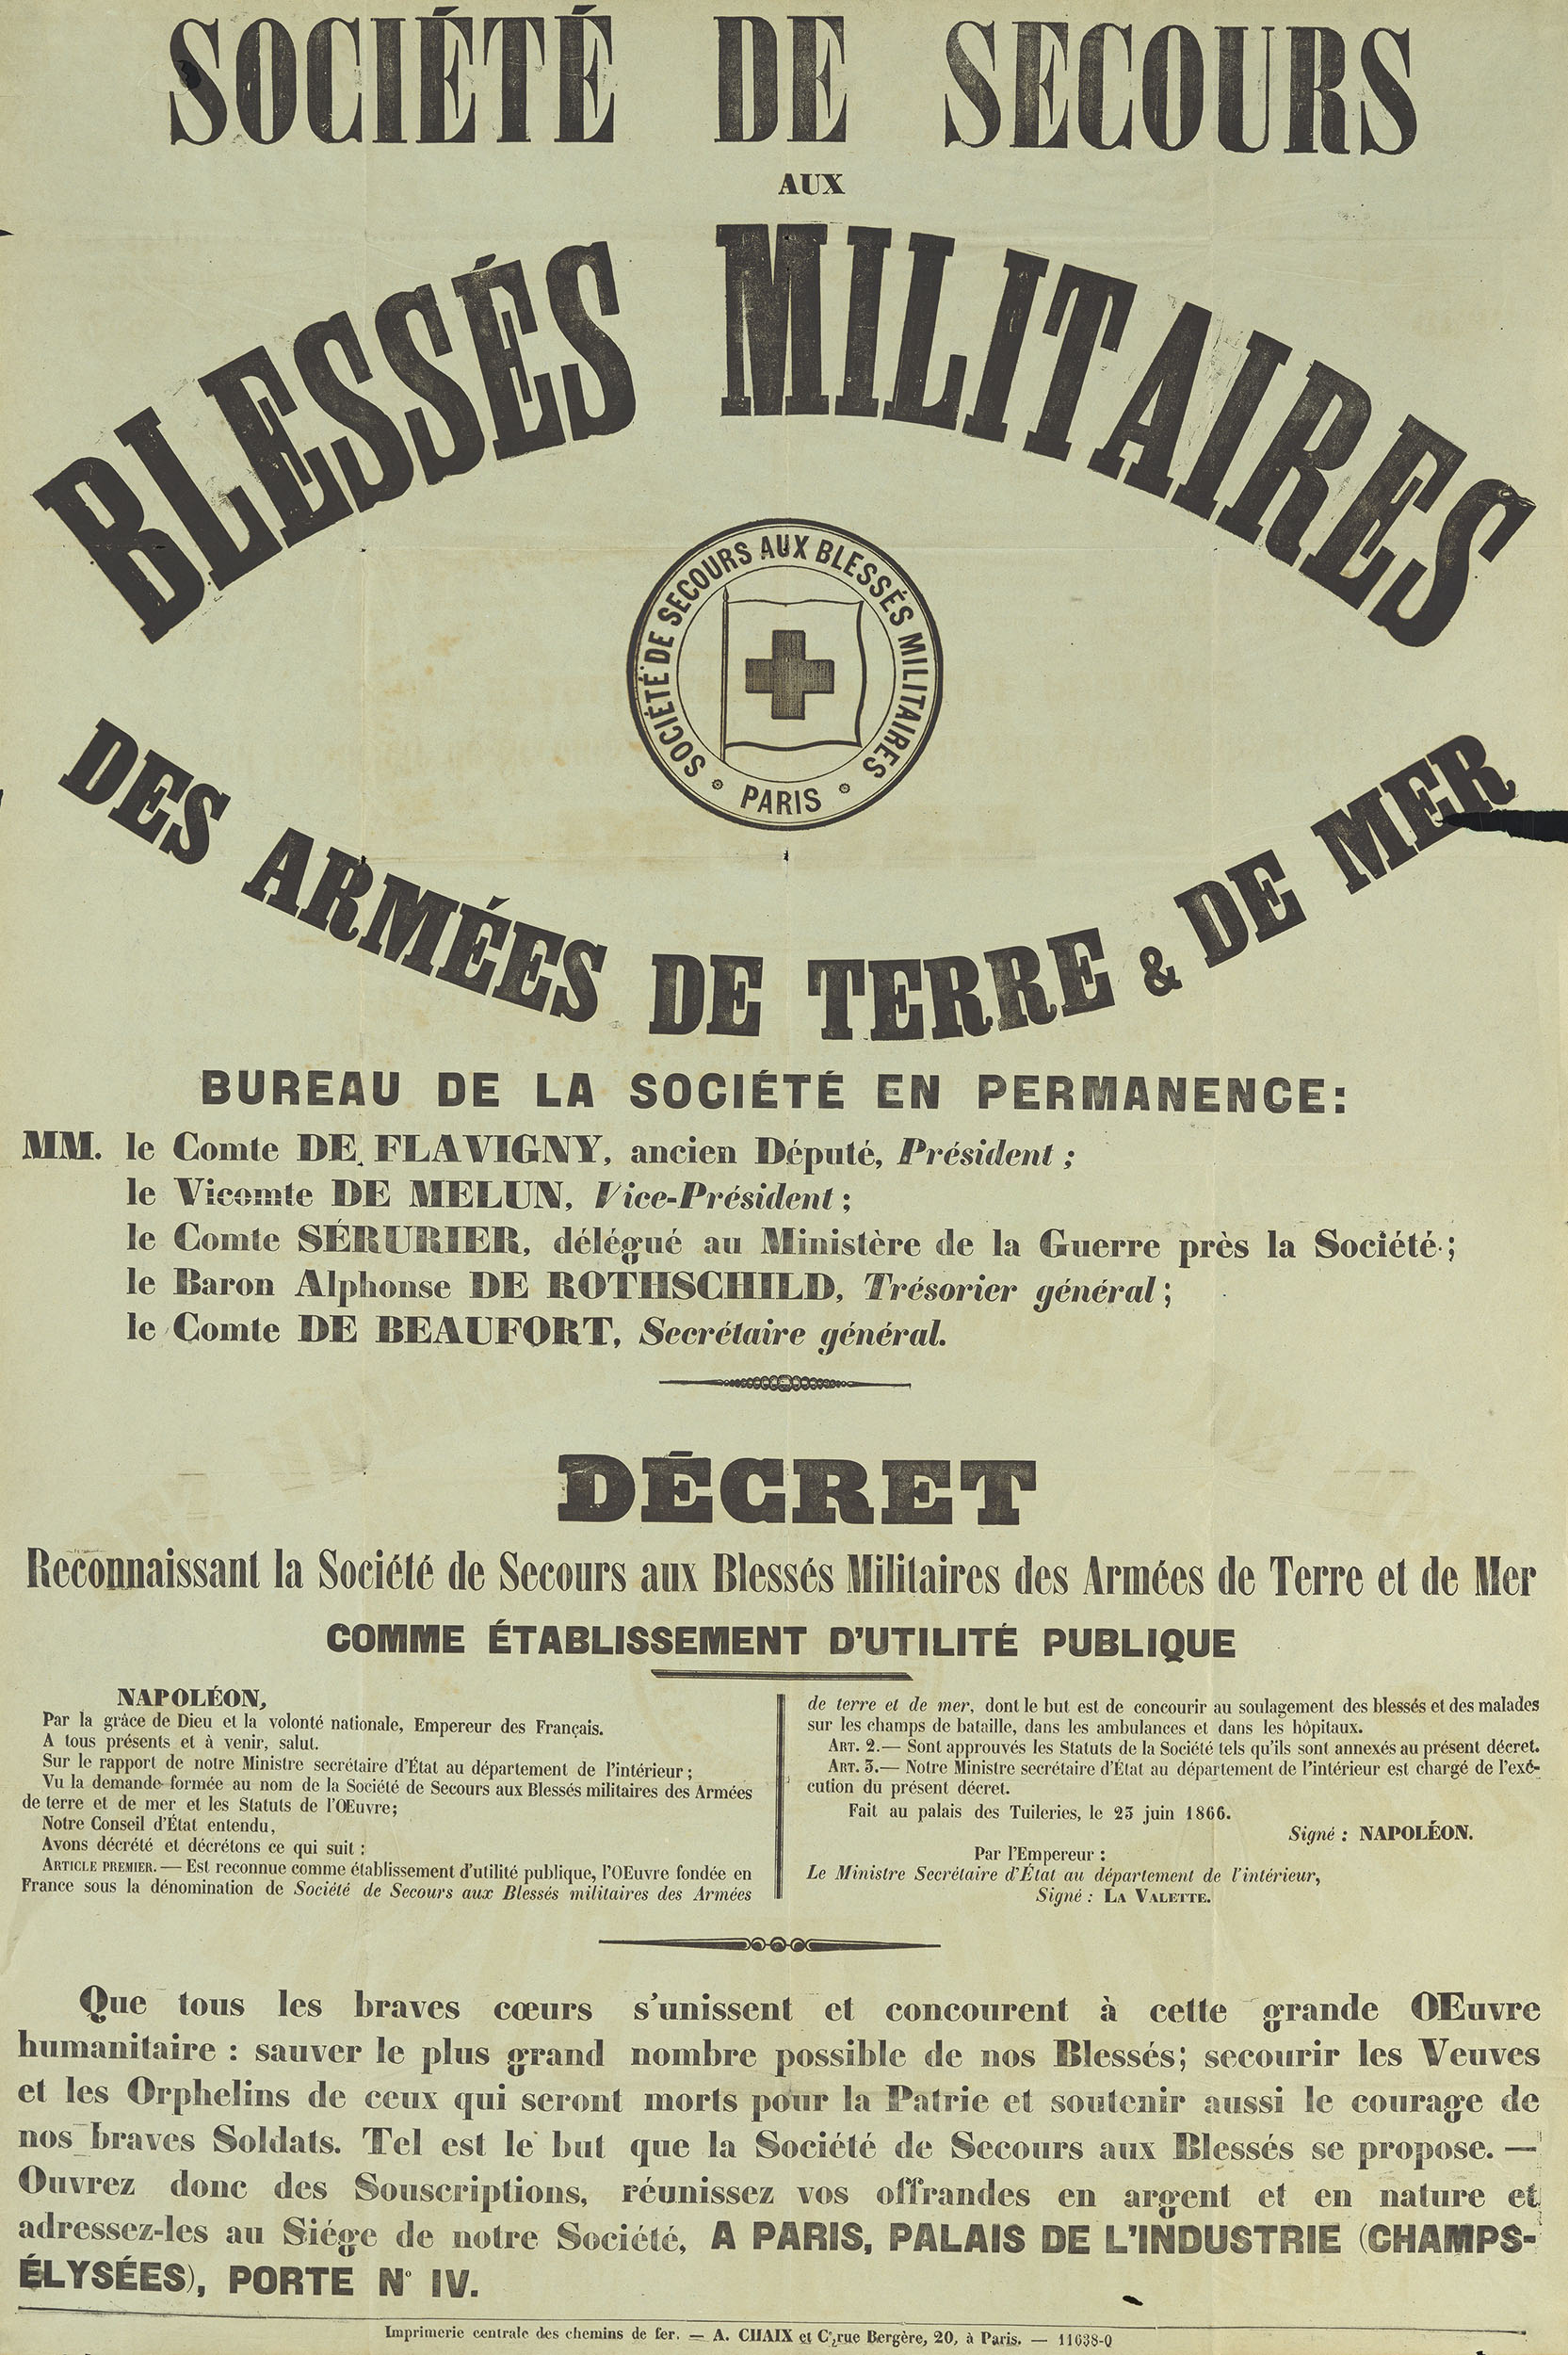 SOCIÉTÉ DE SECOURS
AUX
BLESSÉS MILITAIRES
SOCIÉTÉ DE SECOURS AUX BLESSÉS MILITAIRES
PARIS
DES ARMÉES DE TERRE & DE MER
BUREAU DE LA SOCIÉTÉ EN PERMANENCE:
MM. le Comte DE FLAVIGNY, ancien Député, Président ;
le Vicomte DE MELUN, Vice-Président ;
le Comte SÉRURIER, délégué au Ministère de la Guerre près la Société ;
le Baron Alphonse DE ROTHSCHILD, Trésorier général ;
le Comte DE BEAUFORT, Secrétaire général.
DÉCRET
Reconnaissant la Société de Secours aux Blessés Militaires des Armées de Terre et de Mer
COMME ÉTABLISSEMENT D'UTILITÉ PUBLIQUE
NAPOLÉON,
Par la grâce de Dieu et la volonté nationale, Empereur des Français.
A tous présents et à venir, salut.
Sur le rapport de notre Ministre secrétaire d'État au département de l'intérieur ;
Vu la demande formée au nom de la Société de Secours aux Blessés militaires des Armées
de terre et de mer et les Statuts de l'OEuvre;
Notre Conseil d'État entendu,
Avons décrété et décrétons ce qui suit :
ARTICLE PREMIER. — Est reconnue comme établissement d'utilité publique, l'OEuvre fondée en
France sous la dénomination de Société de Secours aux Blessés militaires des Armées
de terre et de mer, dont le but est de concourir au soulagement des blessés et des malades
sur les champs de bataille, dans les ambulances et dans les hôpitaux.
ART. 2.— Sont approuvés les Statuts de la Société tels qu'ils sont annexés au présent décret.
ART. 3.— Notre Ministre secrétaire d'État au département de l'intérieur est chargé de l'exé-
cution du présent décret.
Fait au palais des Tuileries, le 23 juin 1866.
Signé : NAPOLÉON.
Par l'Empereur :
Le Ministre Secrétaire d'État au département de l'intérieur,
Signé : LA VALETTE.
Que tous les braves cœurs s'unissent et concourent à cette grande OEuvre
humanitaire : sauver le plus grand nombre possible de nos Blessés; secourir les Veuves
et les Orphelins de ceux qui seront morts pour la Patrie et soutenir aussi le courage de
nos braves Soldats. Tel est le but que la Société de Secours aux Blessés se propose. —
Ouvrez donc des Souscriptions, réunissez vos offrandes en argent et en nature et
adressez-les au Siége de notre Société, A PARIS, PALAIS DE L'INDUSTRIE (CHAMPS-
ÉLYSÉES), PORTE N° IV.
Imprimerie centrale des chemins de fer. — A. CHAIX et Ce, rue Bergère, 20, à Paris. — 11638-0